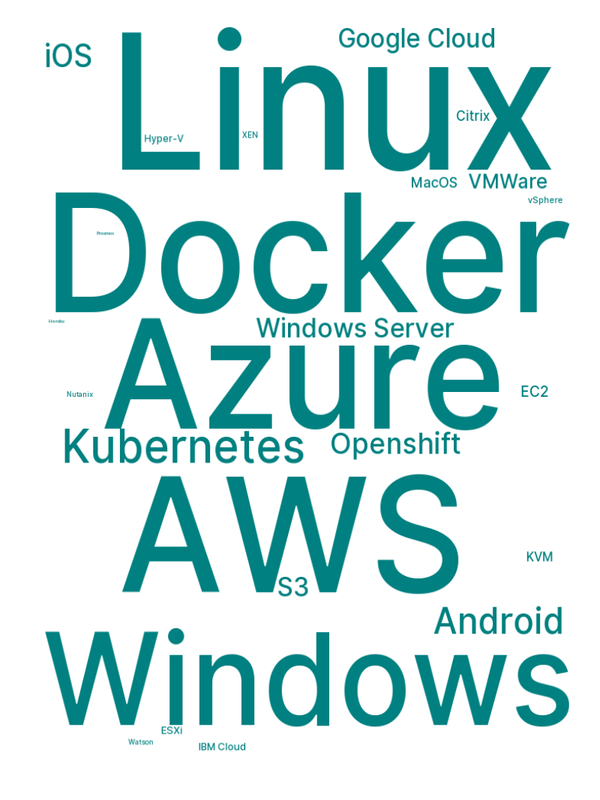 Google Cloud
iOS
Linux
Citrix
XEN
Hyper-V
MacOS
VMWare
vSphere
Docker
Proxmox
Windows Server
Azure
EC2
Nutanix
Kubernetes
Openshift
AWS
KVM
S3
Android
Windows
ESXi
Watson
IBM Cloud